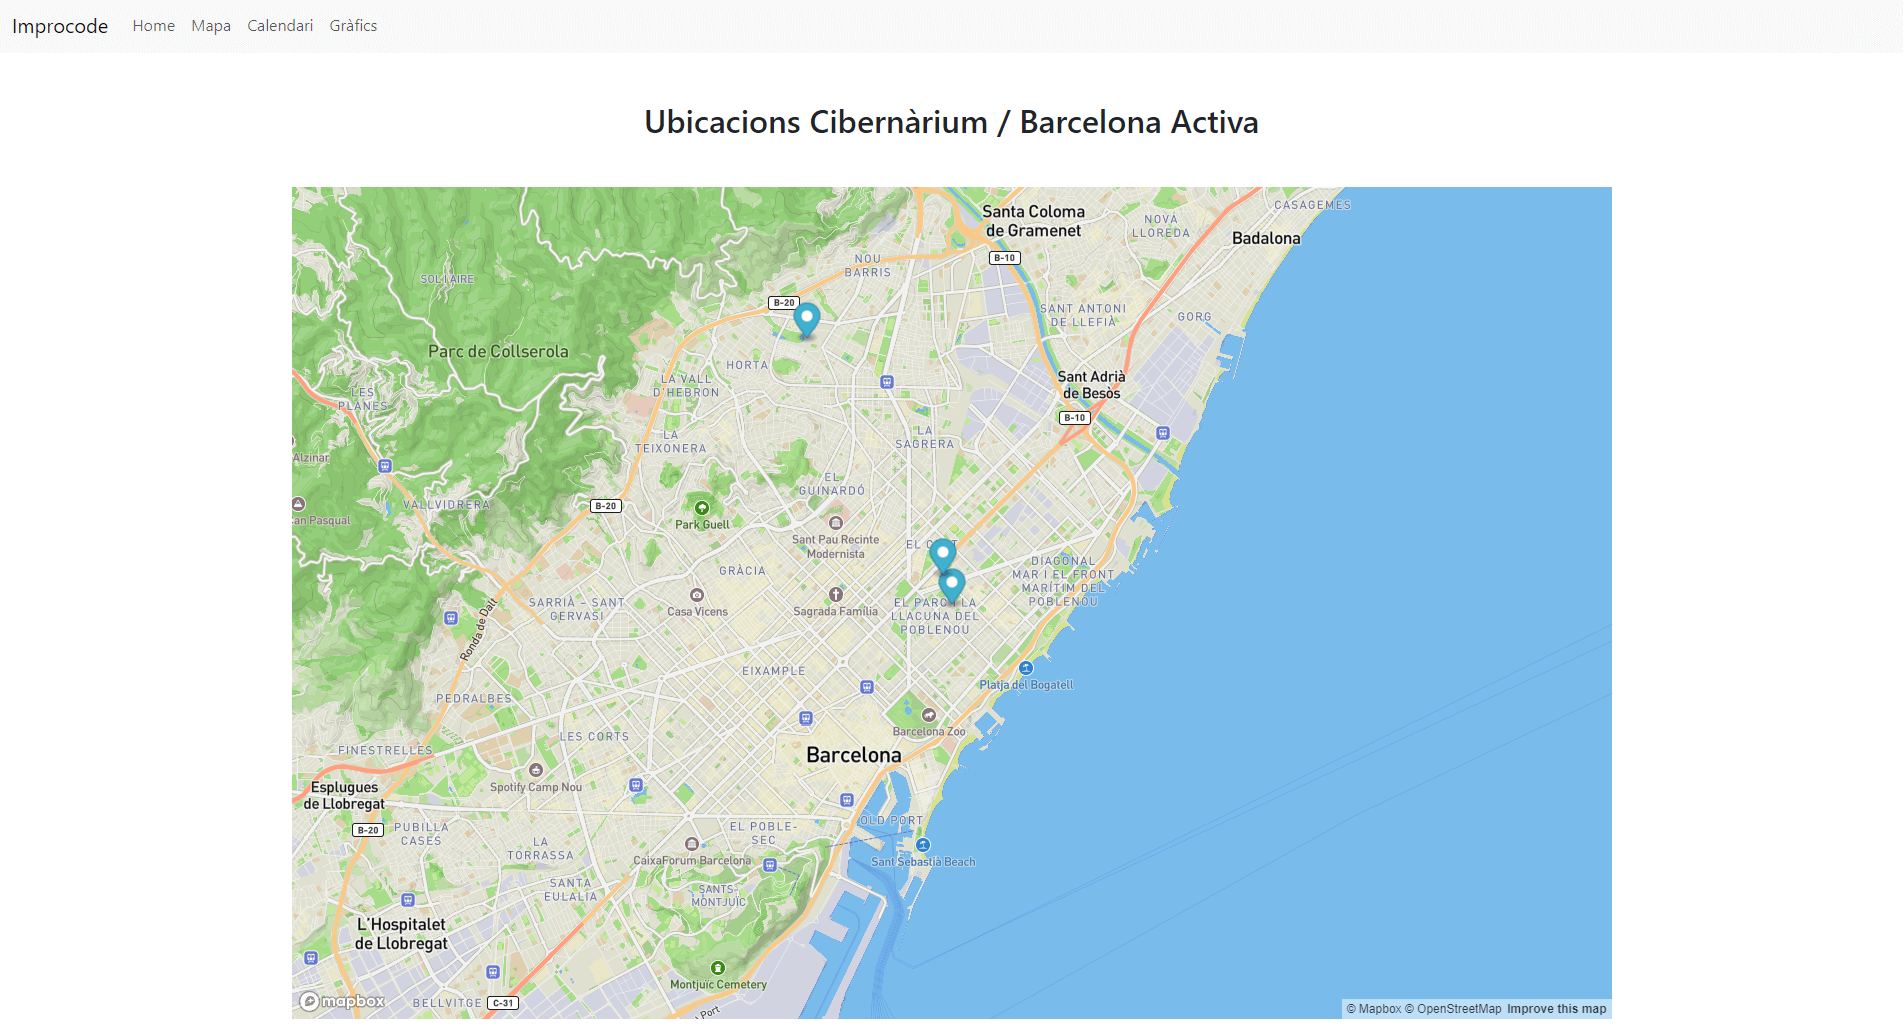 Improcode
Home
Mapa
Calendari
Gràfics
Ubicacions Cibernàrium / Barcelona Activa
CASAGEMES
Santa Coloma
de Gramenet
NOVA
LLOREDA
Badalona
NOU
BARRIS
B-10
SOLTAIRE
B-20
SANT ANTONI
DE LLEFIÀ
GORG
Parc de Collserola
HORTA
LA VALL
D'HEBRON
Sant Adrià
de Besòs
LES
PLANES
B-10
LA
TEIXONERA
LA
SAGRERA
Alzinar
EL
GUINARDÓ
VALLVIDRERA
B-20
an Pasqual
Park Guell
Sant Pau Recinte
Modernista
EL
GRÀCIA
DIAGONAL
MAR I EL FRONT
MARÍTIM DEL
POBLENOU
SARRIÀ - SANT
GERVASI
Casa Vicens
Sagrada Família
EL PARC
LA
LLACUNA DEL
POBLENOU
Ronda de Dalt
EIXAMPLE
Platja del Bogatell
PEDRALBES
Barcelona Zoo
LES CORTS
FINESTRELLES
Barcelona
Esplugues
de Llobregat
Spotify Camp Nou
B-20
PUBILLA
CASES
OLD PORT
EL POBLE-
SEC
LA
TORRASSA
CaixaForum Barcelona
Sant Sebastià Beach
SANTA
EULALIA
SANTS-
MONTJUÏC
L'Hospitalet
de Llobregat
Montjuïc Cemetery
mapbox
BELLVITGE
C-31
Port
© Mapbox © OpenStreetMap Improve this map